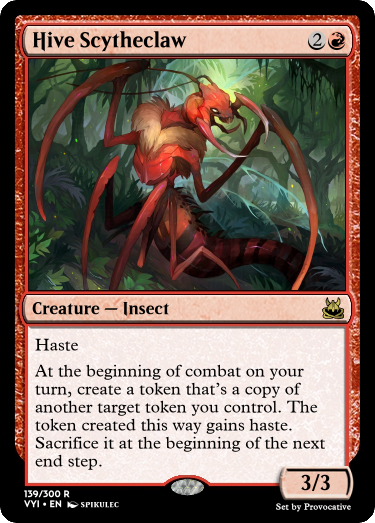 Hive Scytheclaw 2
Creature — Insect
Haste
At the beginning of combat on your
turn, create a token that's a copy of
another target token you control. The
token created this way gains haste.
Sacrifice it at the beginning of the next
end step.
3/3
139/300 R
VYI • EN SPIKULEC
Set by Provocative